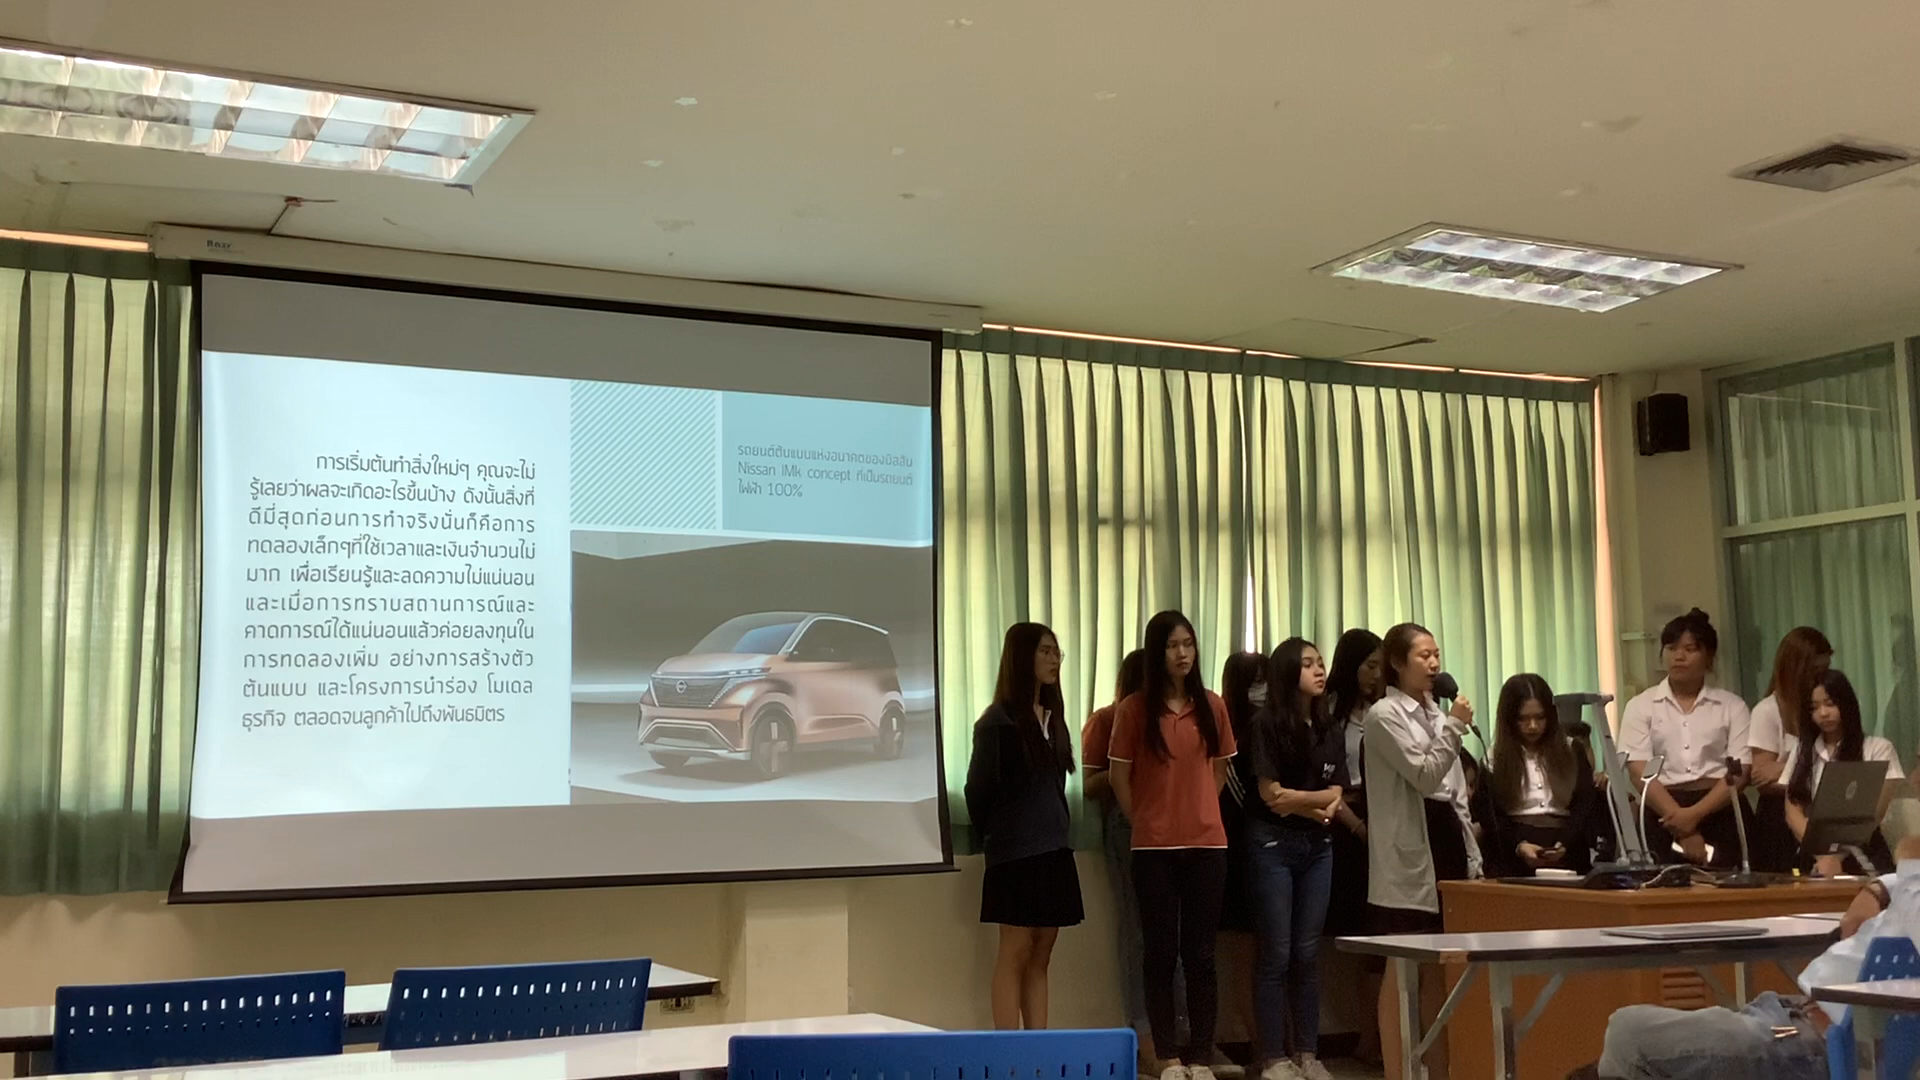 การเริ่มต้นทำสิ่งใหม่ๆ คุณจะไม่
รู้เลยว่าผลจะเกิดอะไรขึ้นบ้าง ดังนั้นสิ่งที่
ดีมี่สุดก่อนการทำจริงนั่นก็คือการ
ทดลองเล็กๆที่ใช้เวลาและเงินจำนวนไม่
มาก เพื่อเรียนรู้และลดความไม่แน่นอน
และเมื่อการทราบสถานการณ์และ
คาดการณ์ได้แน่นอนแล้วค่อยลงทุนใน
การทดลองเพิ่ม อย่างการสร้างตัว
ต้นแบบ และโครงการนำร่อง โมเดล
ธุรกิจ ตลอดจนลูกค้าไปถึงพันธมิตร
รถยนต์ต้นแบบแห่งอนาคตของนิสสัน
Nissan IMk concept ที่เป็นรถยนต์
ไฟฟ้า 100%